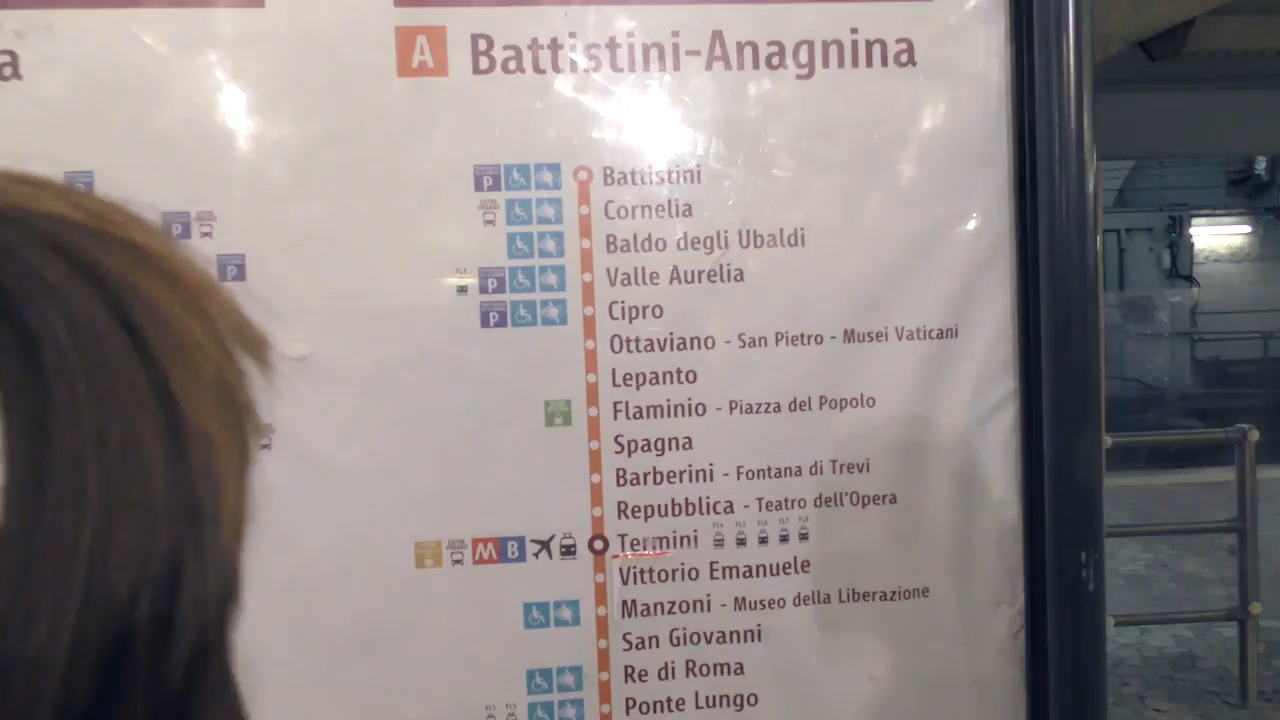 a
A Battistini-Anagnina
P Battistini
Cornelia
Baldo degli Ubaldi
P Valle Aurelia
P Cipro
Ottaviano - San Pietro - Musei Vaticani
Lepanto
Flaminio - Piazza del Popolo
Spagna
Barberini - Fontana di Trevi
Repubblica - Teatro dell'Opera
M B Termini
Vittorio Emanuele
Manzoni - Museo della Liberazione
San Giovanni
Re di Roma
Ponte Lungo
P
P